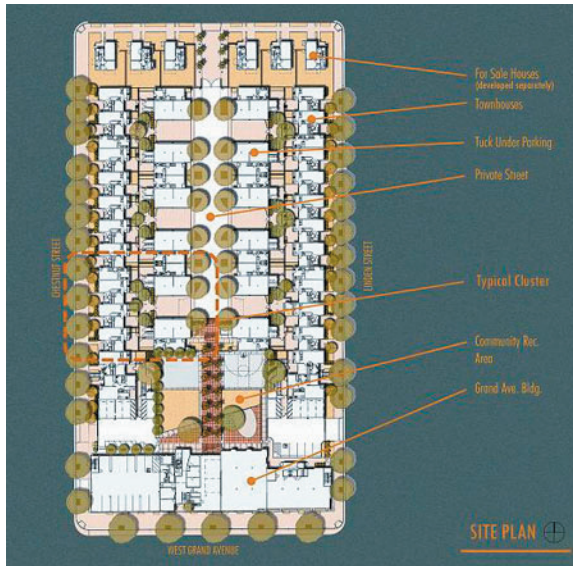 For Sale Houses
(developed separately)
Townhouses
Tuck Under Parking
Private Street
CHESTNUT STREET
LINDEN STREET
Typical Cluster
Community Rec.
Area
Grand Ave. Bldg.
SITE PLAN
WEST GRAND AVENUE